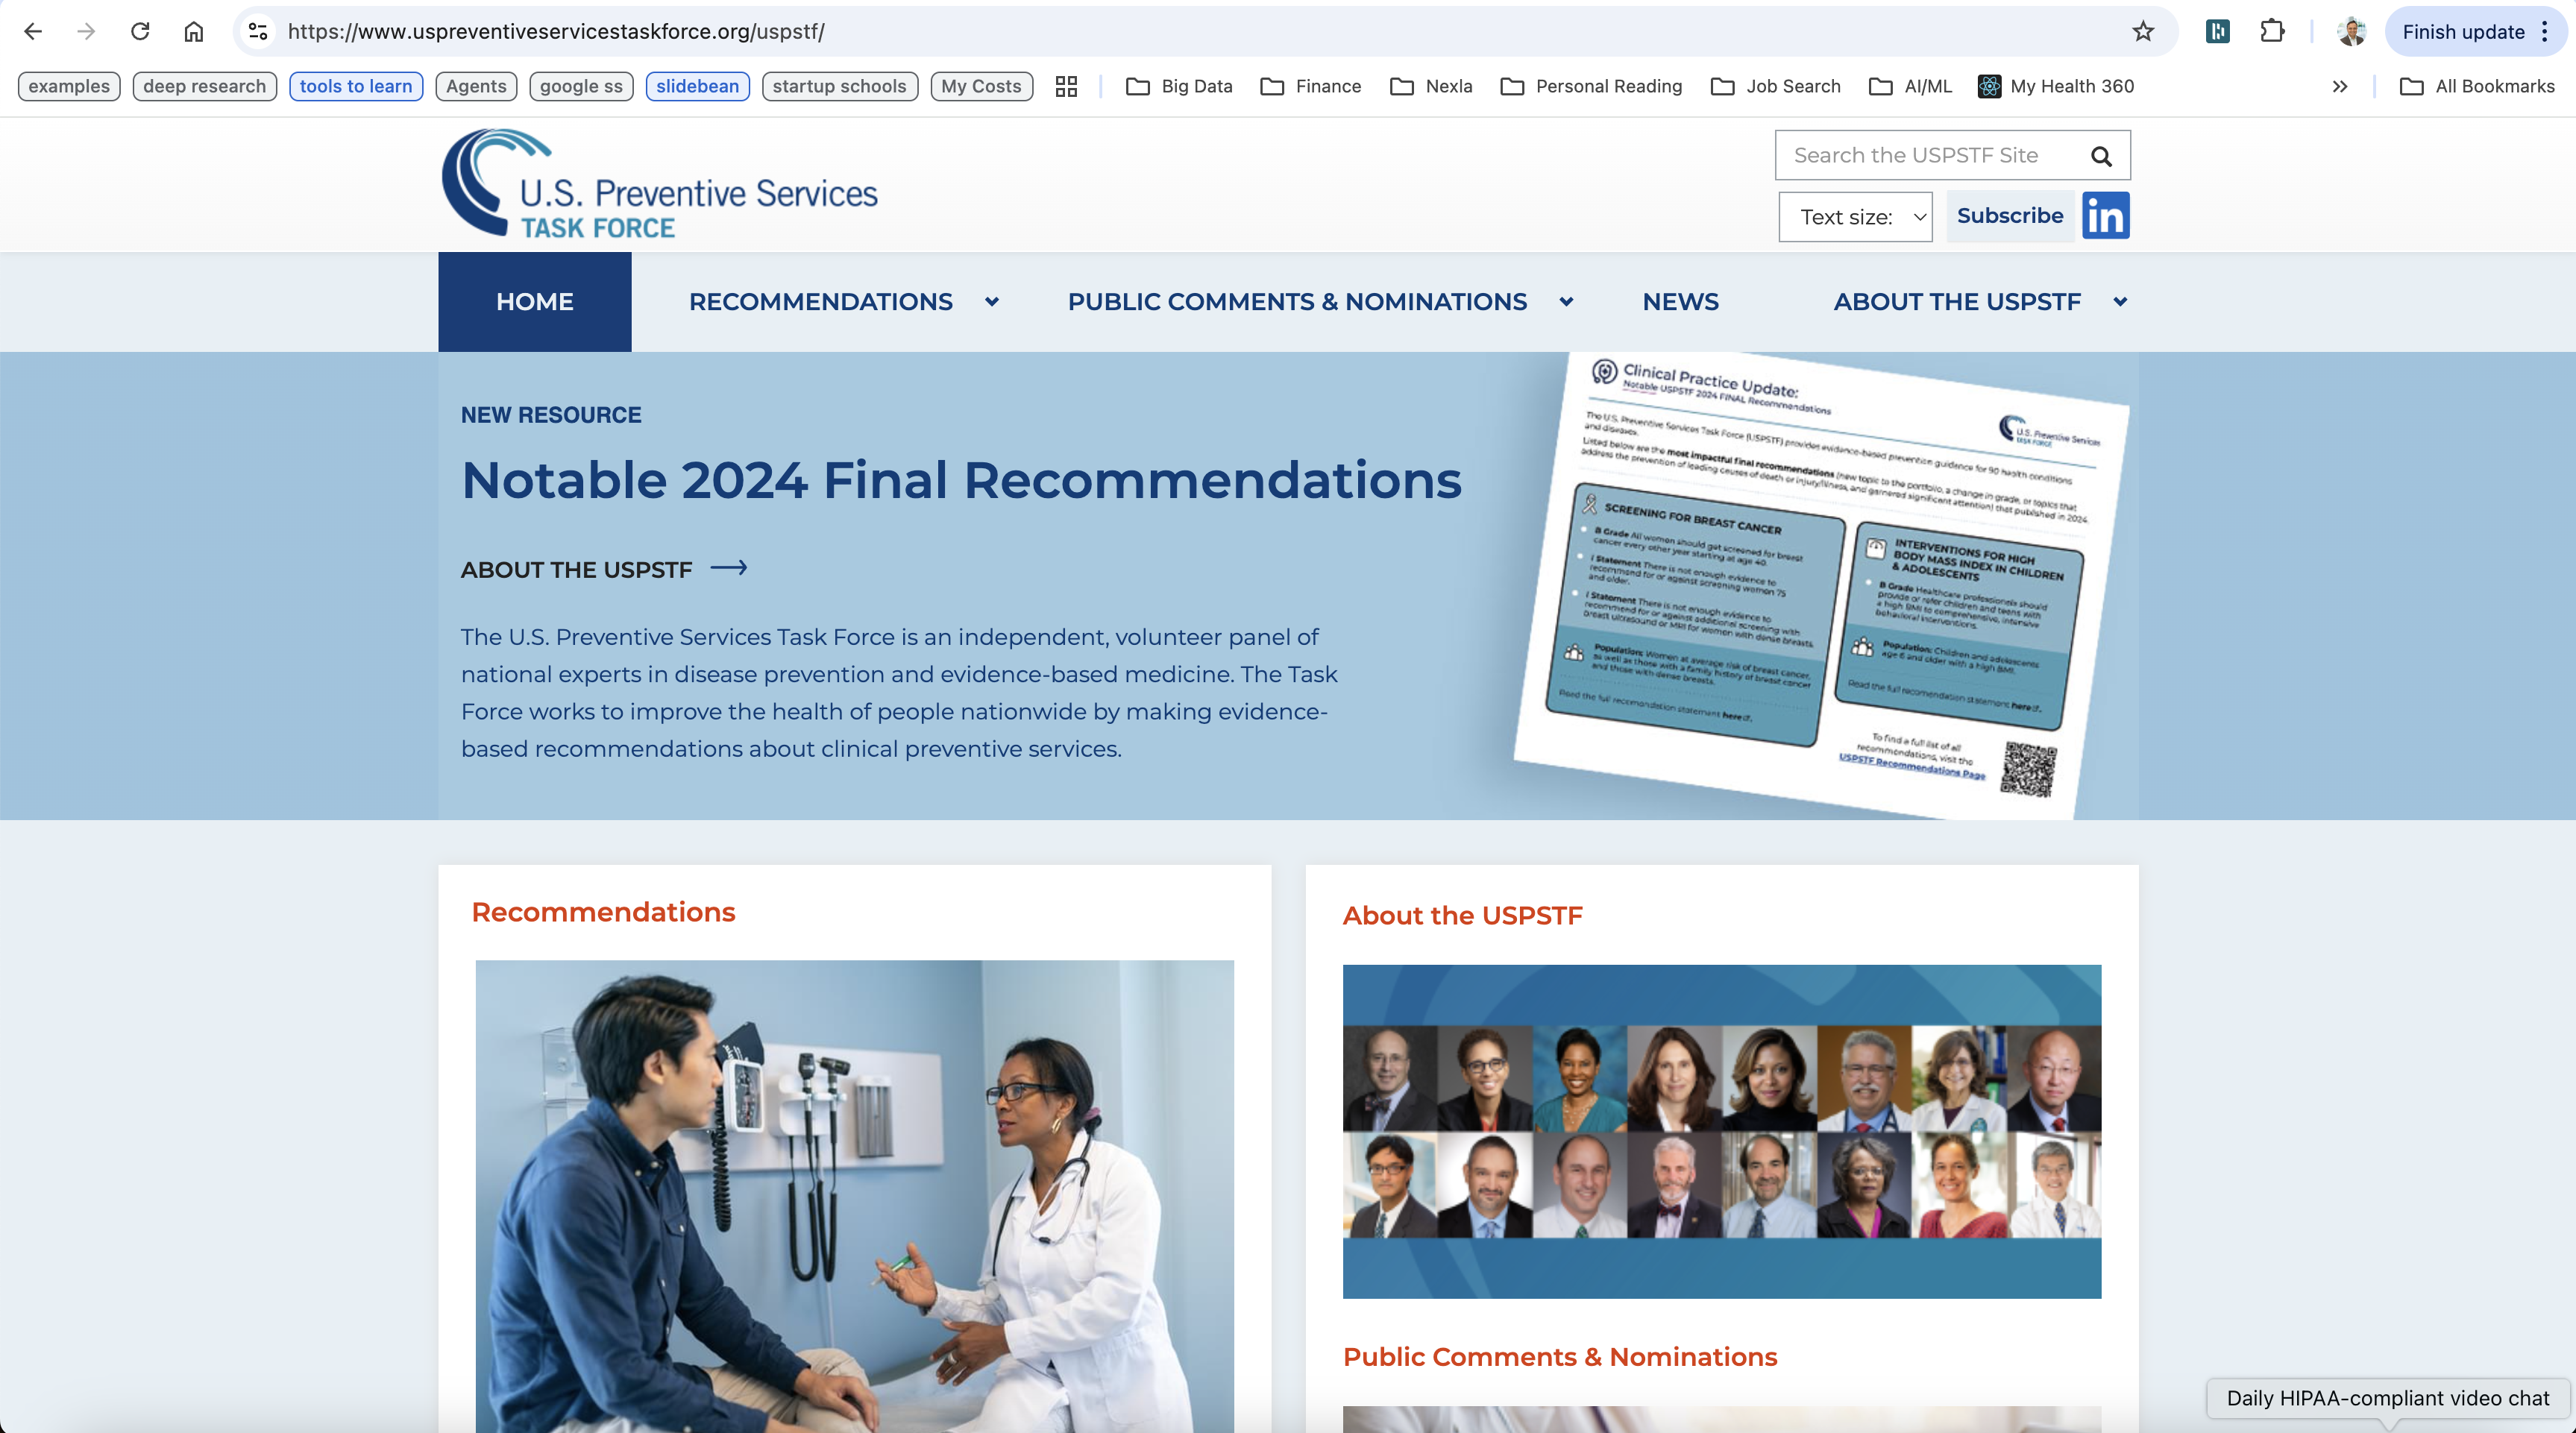 https://www.uspreventiveservicestaskforce.org/uspstf/
Finish update
examples
deep research
tools to learn
Agents
google ss
slidebean
startup schools
My Costs
Big Data
Finance
Nexla
Personal Reading
Job Search
AI/ML
My Health 360
All Bookmarks
U.S. Preventive Services
TASK FORCE
Search the USPSTF Site
Text size:
Subscribe
in
HOME
RECOMMENDATIONS
PUBLIC COMMENTS & NOMINATIONS
NEWS
ABOUT THE USPSTF
NEW RESOURCE
Notable 2024 Final Recommendations
ABOUT THE USPSTF
The U.S. Preventive Services Task Force is an independent, volunteer panel of
national experts in disease prevention and evidence-based medicine. The Task
Force works to improve the health of people nationwide by making evidence-
based recommendations about clinical preventive services.
Clinical Practice Update:
Notable USPSTF 2024 FINAL Recommendations
U.S. Preventive Services
TASK FORCE
The U.S. Preventive Services Task Force (USPSTF) provides evidence-based prevention guidance for 90 health conditions
and diseases.
Listed below are the most impactful final recommendations (new topic to the portfolio, a change in grade, or topics that
address the prevention of leading causes of death or injury/illness, and garnered significant attention) that published in 2024.
SCREENING FOR BREAST CANCER
B Grade All women should get screened for breast
cancer every other year starting at age 40.
I Statement There is not enough evidence to
recommend for or against screening women 75
and older.
I Statement There is not enough evidence to
recommend for or against additional screening with
breast ultrasound or MRI for women with dense breasts.
Population: Women at average risk of breast cancer,
as well as those with a family history of breast cancer
and those with dense breasts.
Read the full recomendation statement here.
INTERVENTIONS FOR HIGH
BODY MASS INDEX IN CHILDREN
& ADOLESCENTS
B Grade Healthcare professionals should
provide or refer children and teens with
a high BMI to comprehensive, intensive
behavioral interventions.
Population: Children and adolescents
age 6 and older with a high BMI.
Read the full recomendation statement here.
To find a full list of all
recommendations, visit the
USPSTF Recommendations Page
Recommendations
About the USPSTF
Public Comments & Nominations
Daily HIPAA-compliant video chat